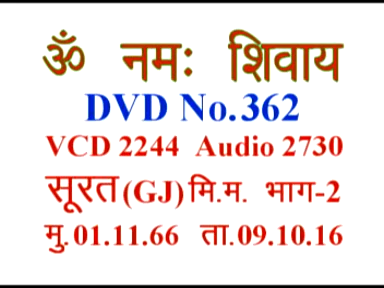 ॐ नमः शिवाय
DVD No.362
VCD 2244 Audio 2730
सूरत(GJ) मि.म. भाग-2
मु.01.11.66 ता.09.10.16